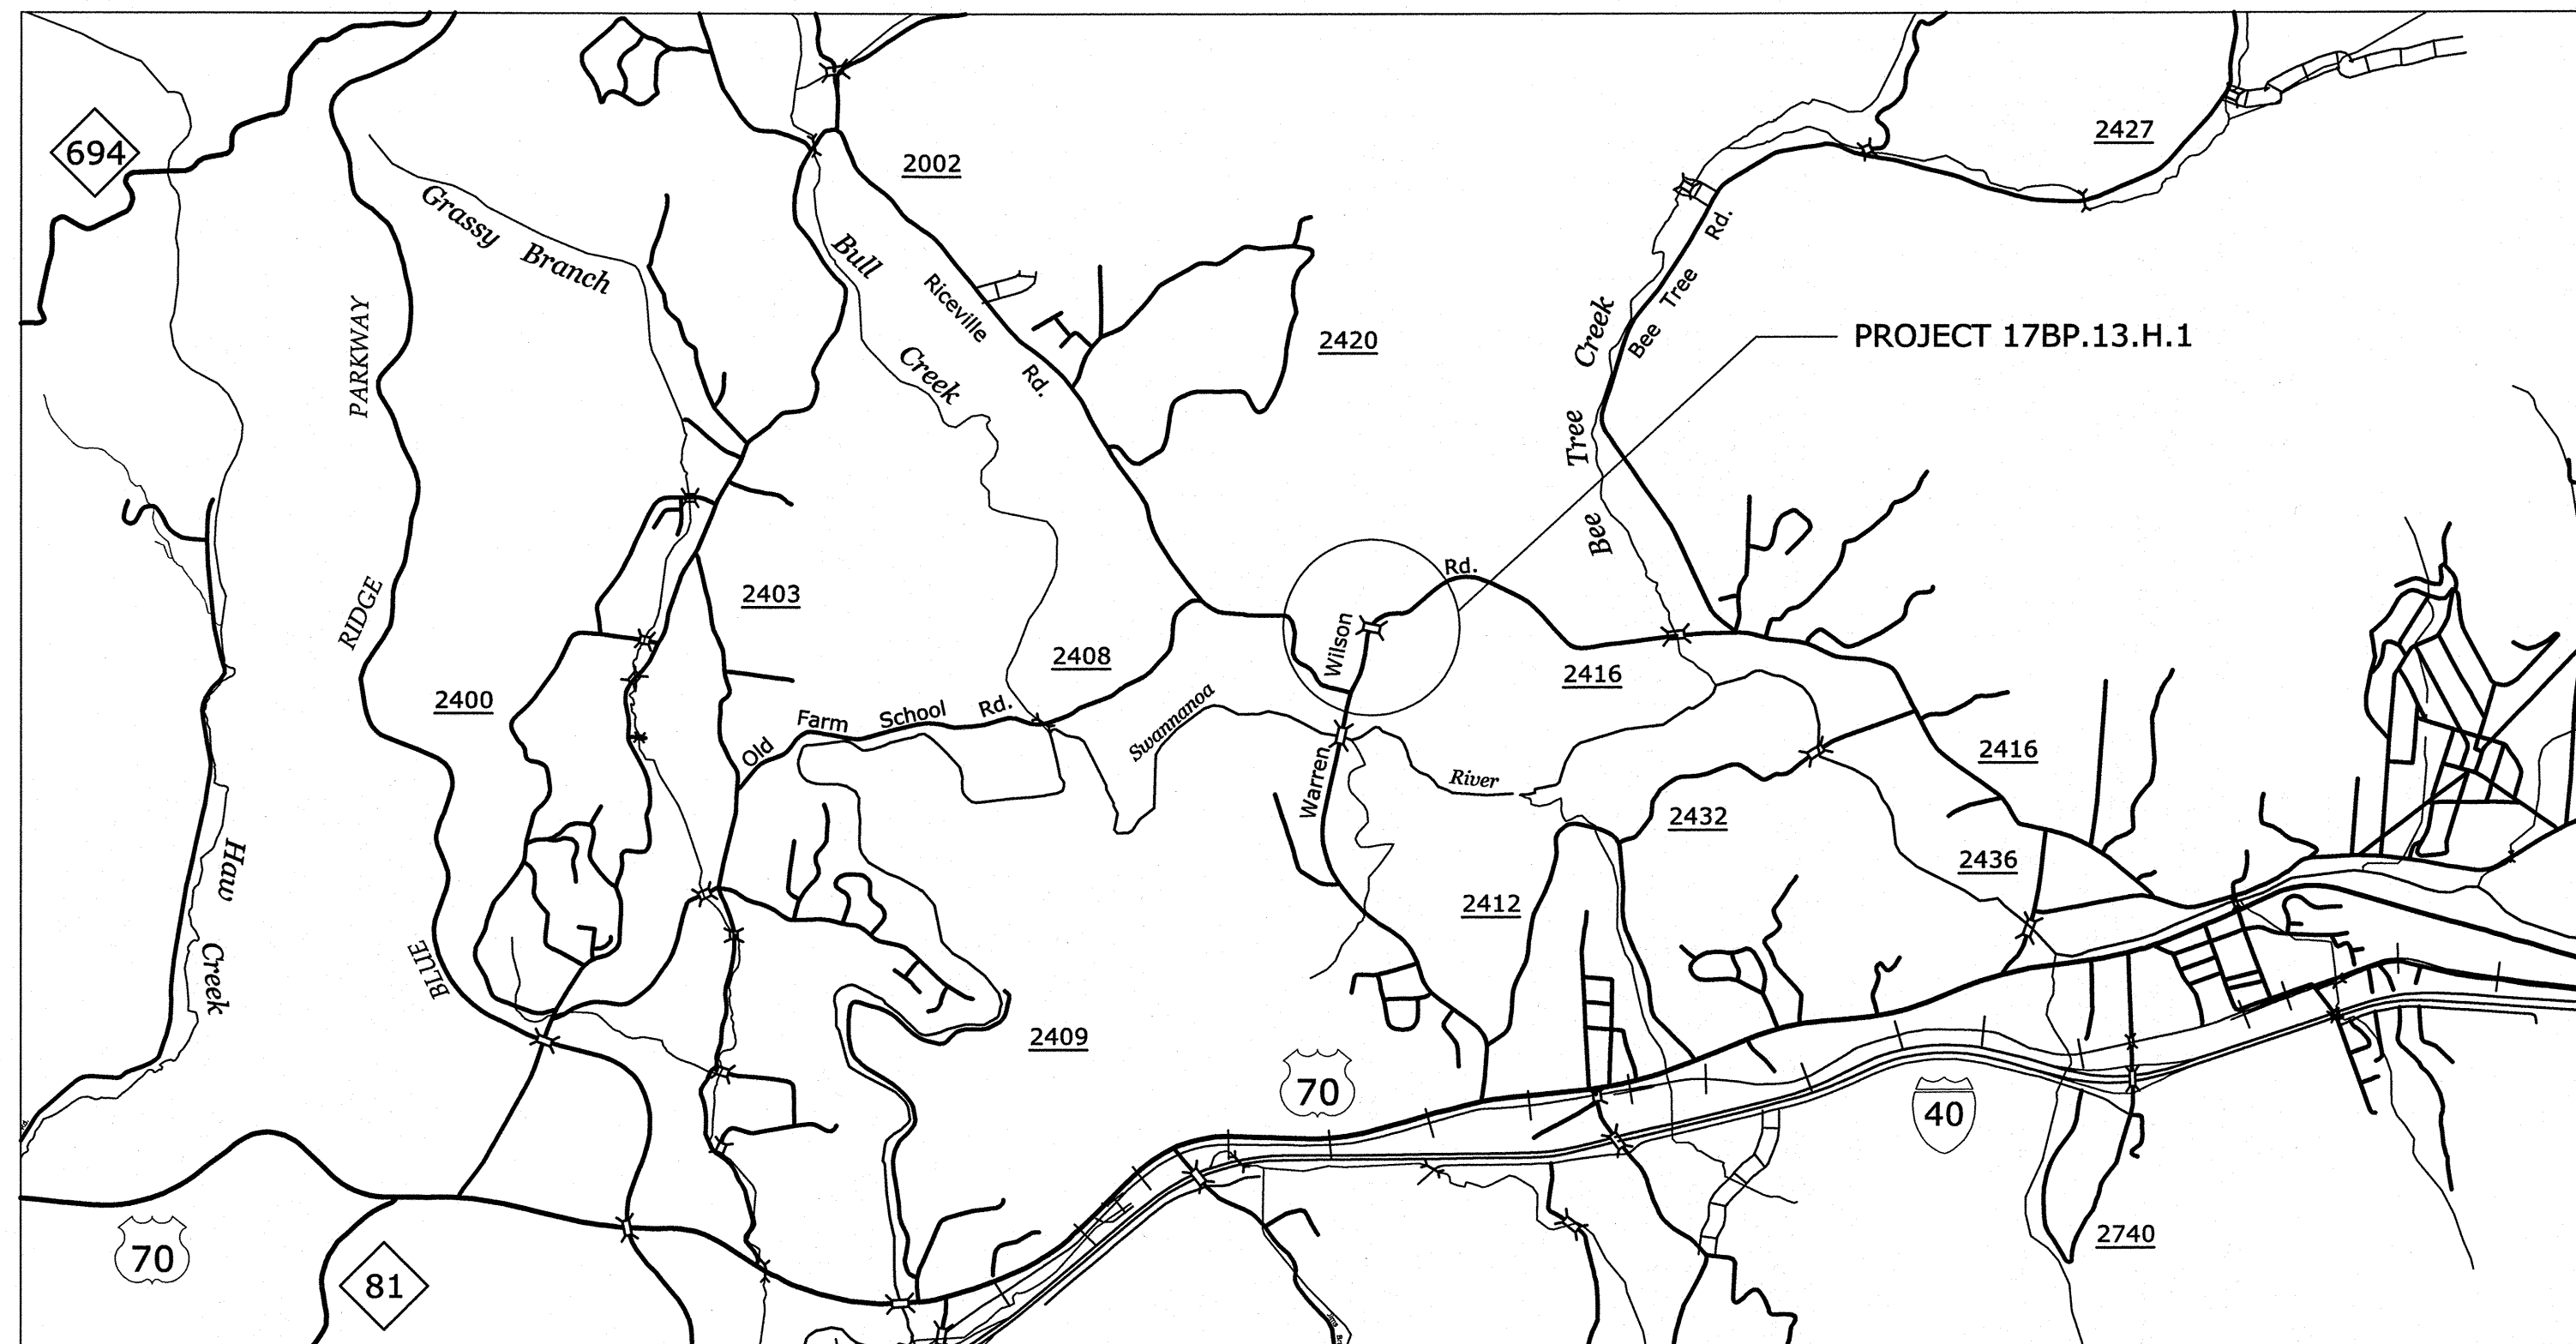 694
2002
2427
Grassy Branch
Bull Creek
Riceville Rd.
PARKWAY
2420
Bee Tree Rd.
Bee Tree Creek
PROJECT 17BP.13.H.1
RIDGE
2403
2408
2400
Wilson Rd.
2416
Old Farm School Rd.
Swannanoa River
Warren
2416
2432
2436
2412
Haw Creek
BLUE
2409
70
40
70
81
2740